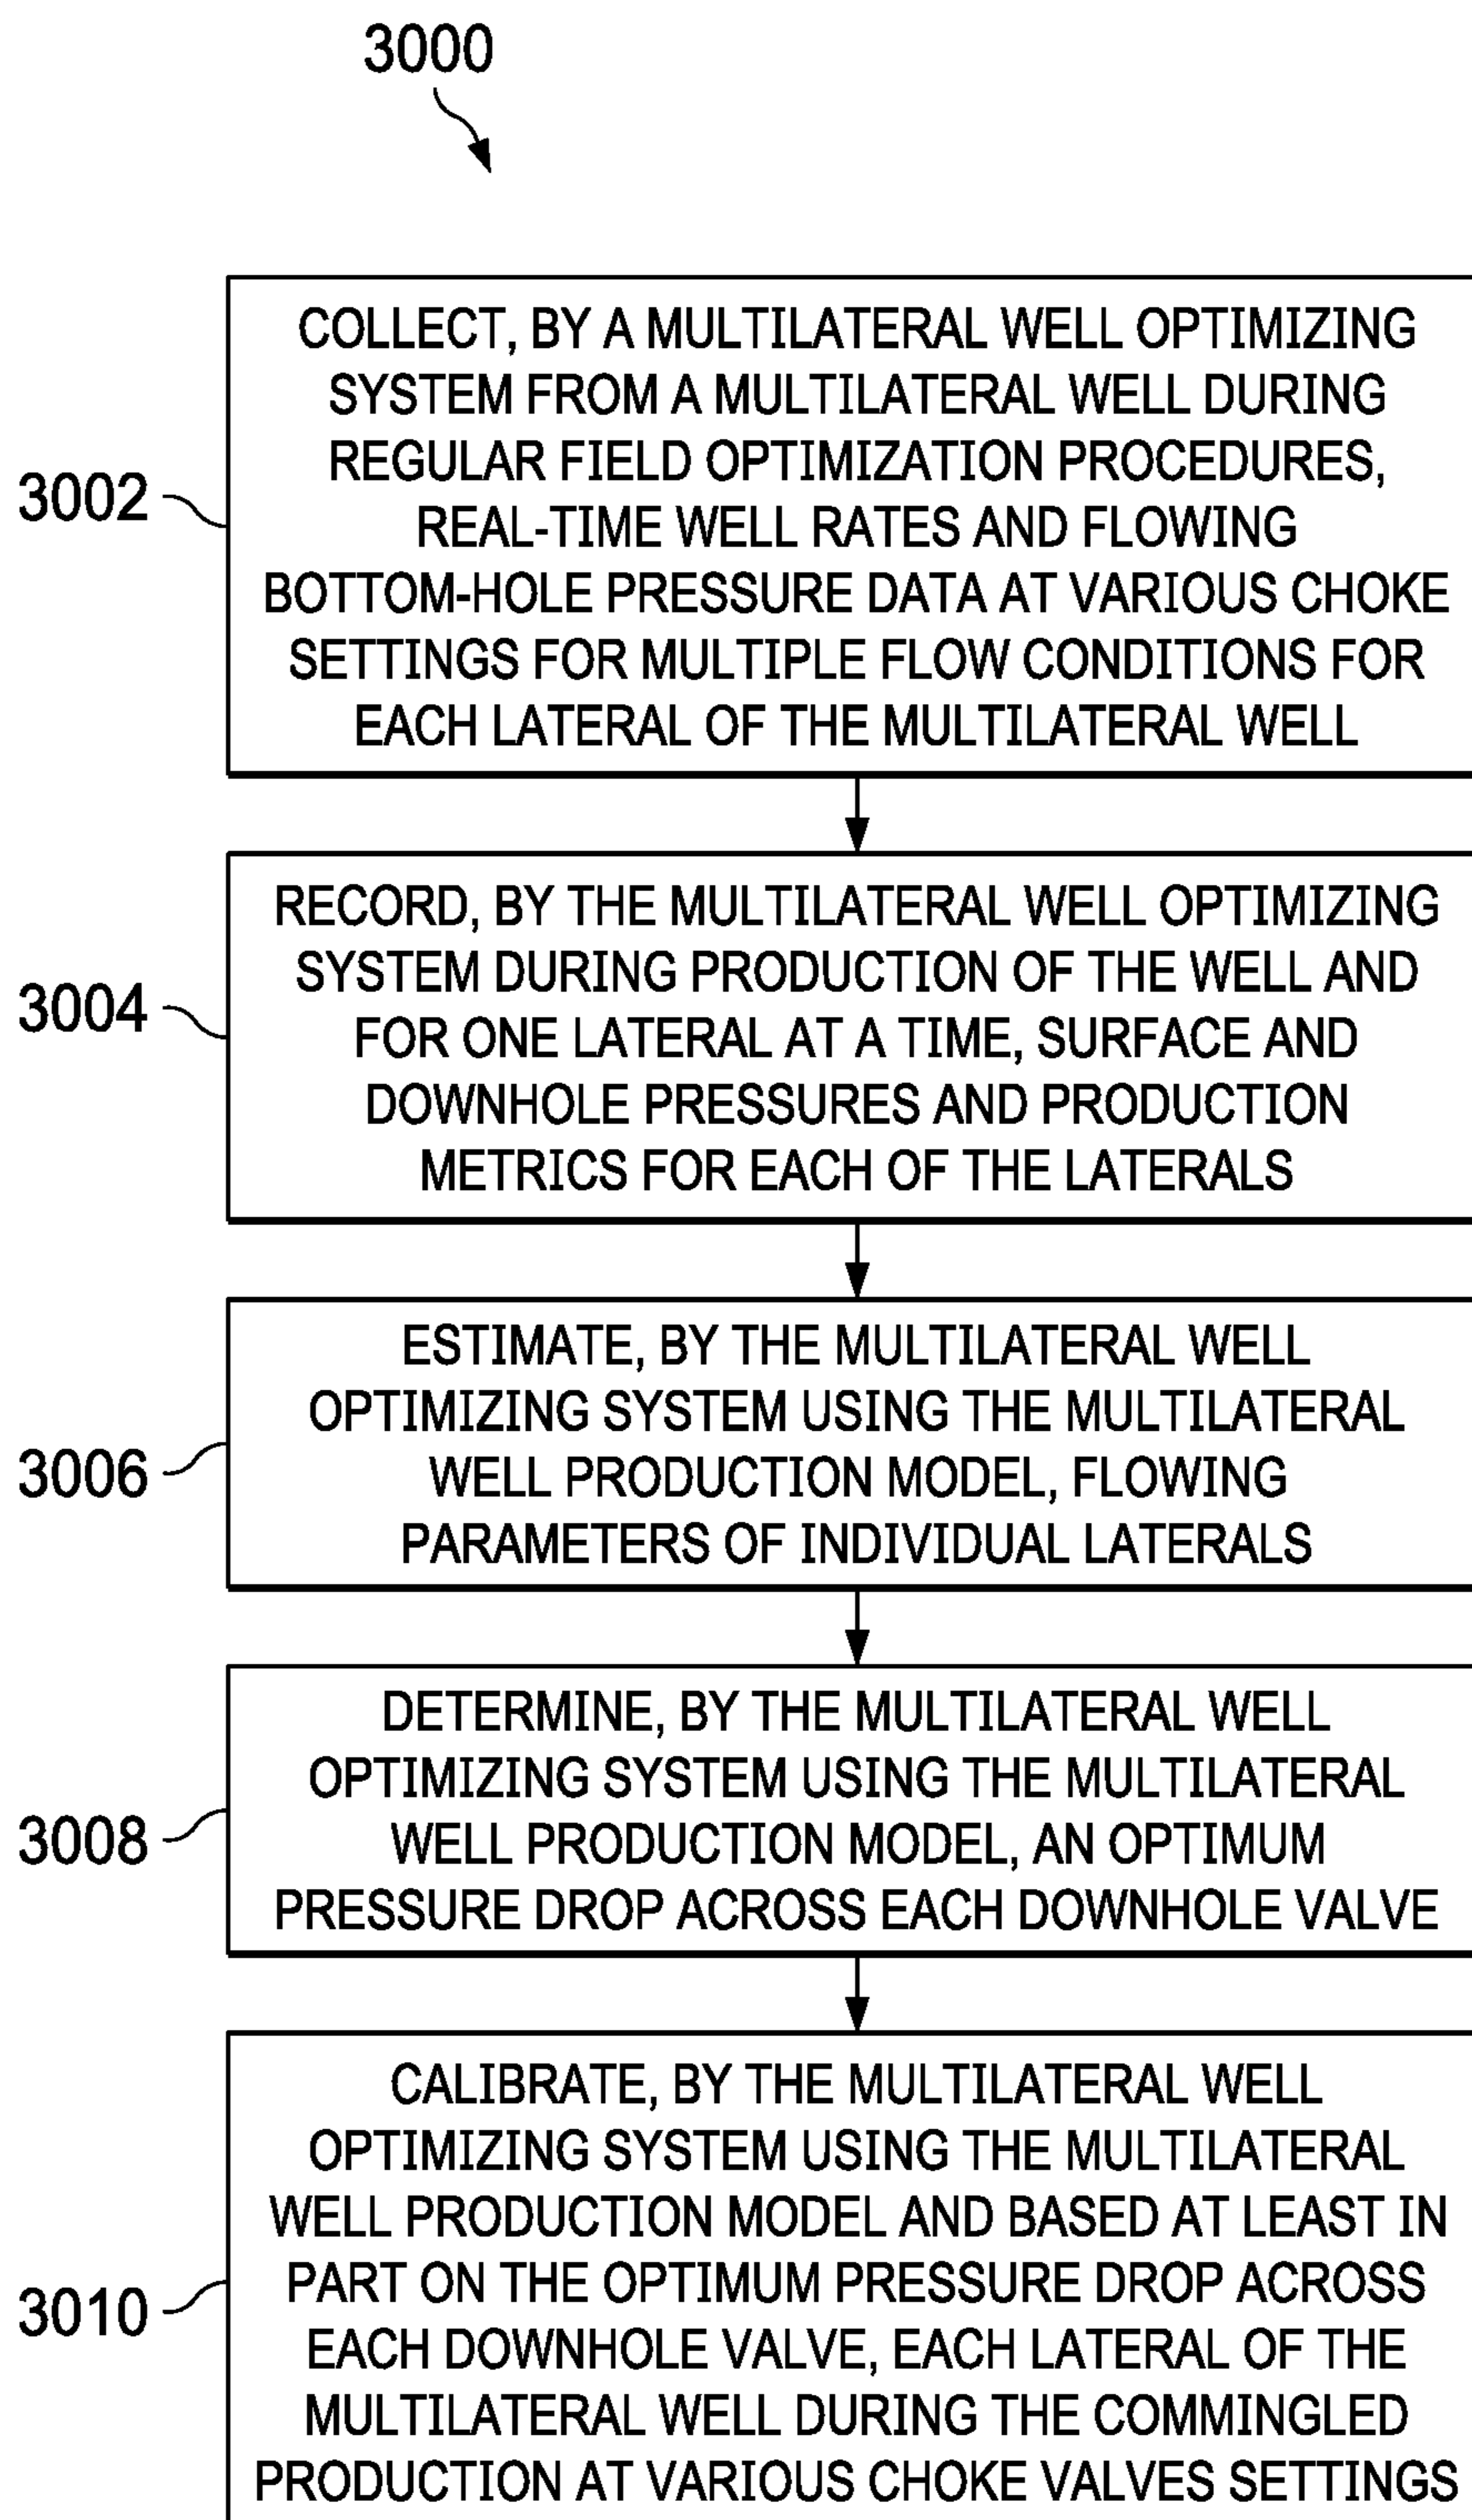 3000
3002
COLLECT, BY A MULTILATERAL WELL OPTIMIZING
SYSTEM FROM A MULTILATERAL WELL DURING
REGULAR FIELD OPTIMIZATION PROCEDURES,
REAL-TIME WELL RATES AND FLOWING
BOTTOM-HOLE PRESSURE DATA AT VARIOUS CHOKE
SETTINGS FOR MULTIPLE FLOW CONDITIONS FOR
EACH LATERAL OF THE MULTILATERAL WELL
3004
RECORD, BY THE MULTILATERAL WELL OPTIMIZING
SYSTEM DURING PRODUCTION OF THE WELL AND
FOR ONE LATERAL AT A TIME, SURFACE AND
DOWNHOLE PRESSURES AND PRODUCTION
METRICS FOR EACH OF THE LATERALS
3006
ESTIMATE, BY THE MULTILATERAL WELL
OPTIMIZING SYSTEM USING THE MULTILATERAL
WELL PRODUCTION MODEL, FLOWING
PARAMETERS OF INDIVIDUAL LATERALS
3008
DETERMINE, BY THE MULTILATERAL WELL
OPTIMIZING SYSTEM USING THE MULTILATERAL
WELL PRODUCTION MODEL, AN OPTIMUM
PRESSURE DROP ACROSS EACH DOWNHOLE VALVE
3010
CALIBRATE, BY THE MULTILATERAL WELL
OPTIMIZING SYSTEM USING THE MULTILATERAL
WELL PRODUCTION MODEL AND BASED AT LEAST IN
PART ON THE OPTIMUM PRESSURE DROP ACROSS
EACH DOWNHOLE VALVE, EACH LATERAL OF THE
MULTILATERAL WELL DURING THE COMMINGLED
PRODUCTION AT VARIOUS CHOKE VALVES SETTINGS